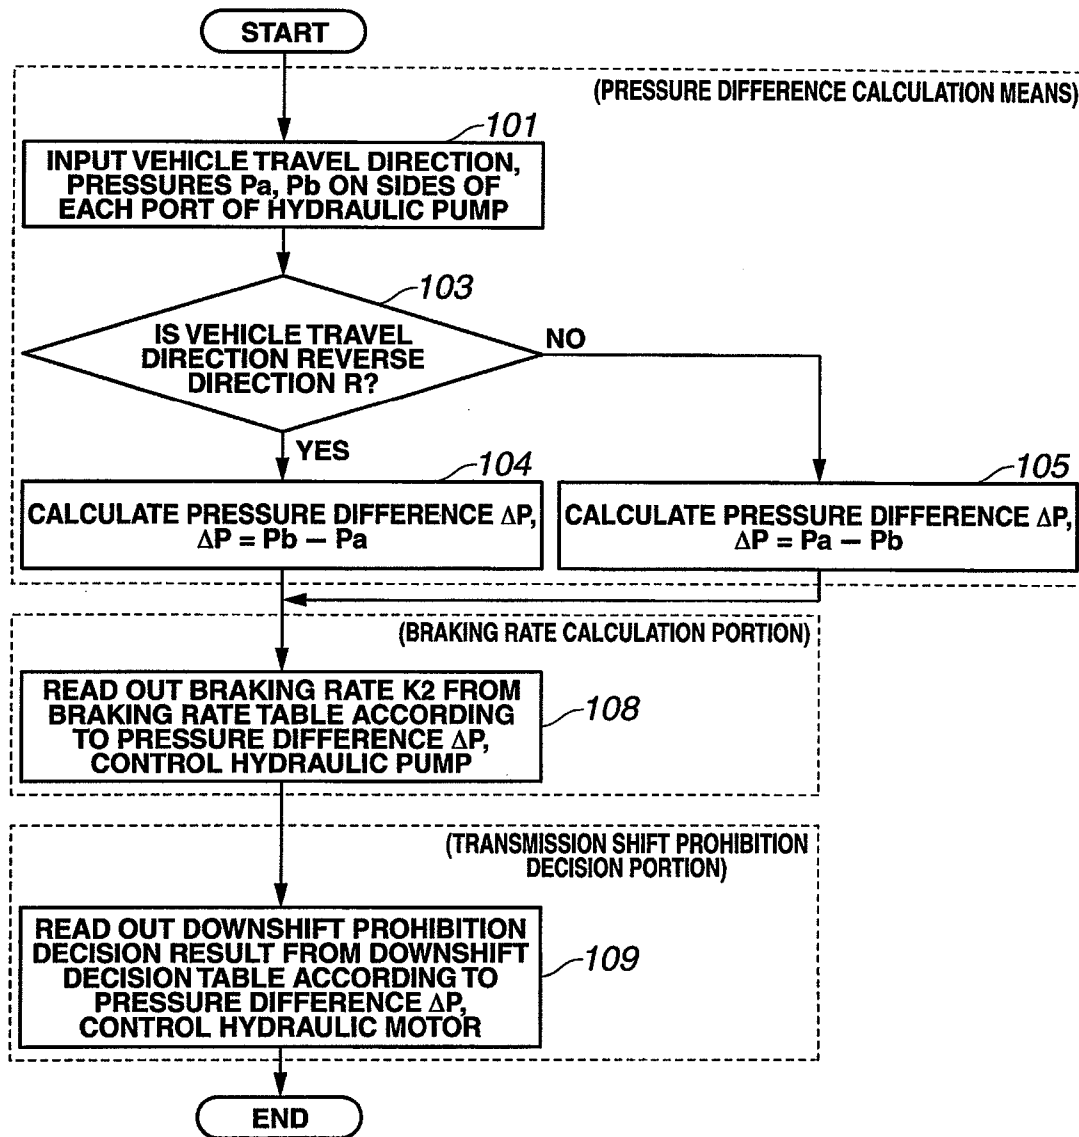 START
(PRESSURE DIFFERENCE CALCULATION MEANS)
101
INPUT VEHICLE TRAVEL DIRECTION,
PRESSURES Pa, Pb ON SIDES OF
EACH PORT OF HYDRAULIC PUMP
103
IS VEHICLE TRAVEL
DIRECTION REVERSE
DIRECTION R?
NO
YES
104
CALCULATE PRESSURE DIFFERENCE ΔP,
ΔP = Pb — Pa
105
CALCULATE PRESSURE DIFFERENCE ΔP,
ΔP = Pa — Pb
(BRAKING RATE CALCULATION PORTION)
READ OUT BRAKING RATE K2 FROM
BRAKING RATE TABLE ACCORDING
TO PRESSURE DIFFERENCE ΔP,
CONTROL HYDRAULIC PUMP
108
(TRANSMISSION SHIFT PROHIBITION
DECISION PORTION)
READ OUT DOWNSHIFT PROHIBITION
DECISION RESULT FROM DOWNSHIFT
DECISION TABLE ACCORDING TO
PRESSURE DIFFERENCE ΔP,
CONTROL HYDRAULIC MOTOR
109
END